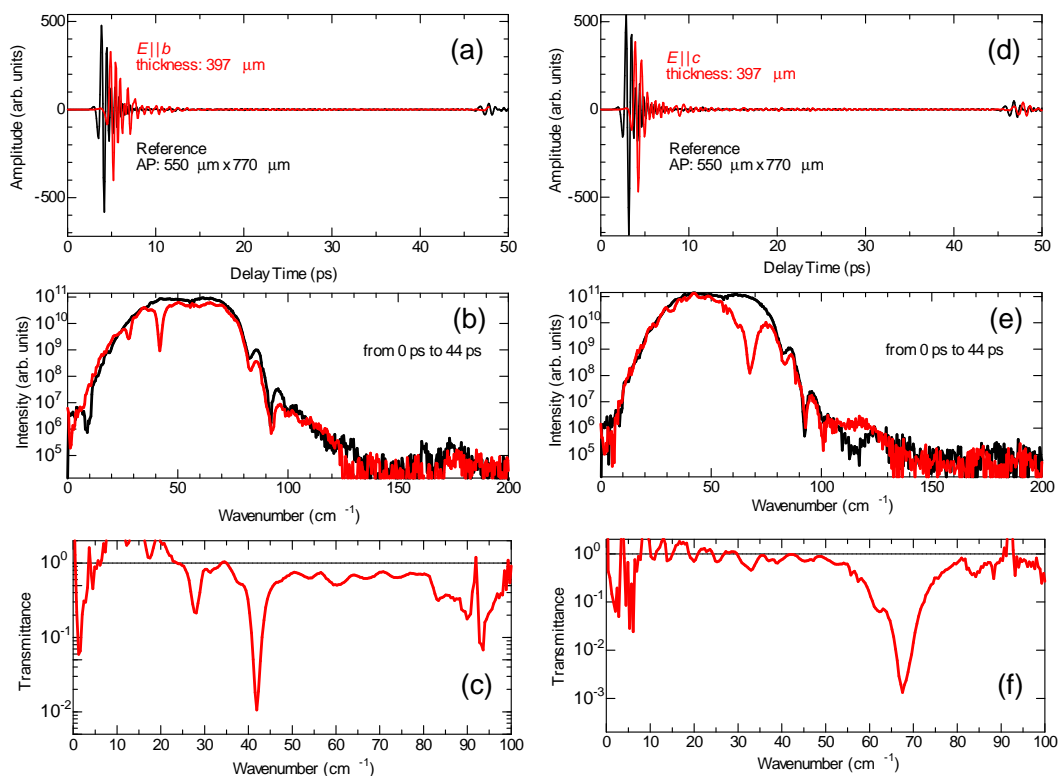 (a)
Amplitude (arb. units)
500
0
-500
E||b
thickness: 397 μm
Reference
AP: 550 μm x 770 μm
0 10 20 30 40 50
Delay Time (ps)
(d)
Amplitude (arb. units)
500
0
-500
E||c
thickness: 397 μm
Reference
AP: 550 μm x 770 μm
0 10 20 30 40 50
Delay Time (ps)
(b)
Intensity (arb. units)
10^11
10^10
10^9
10^8
10^7
10^6
10^5
from 0 ps to 44 ps
0 50 100 150 200
Wavenumber (cm^-1)
(e)
Intensity (arb. units)
10^11
10^10
10^9
10^8
10^7
10^6
10^5
from 0 ps to 44 ps
0 50 100 150 200
Wavenumber (cm^-1)
(c)
Transmittance
10^0
10^-1
10^-2
0 10 20 30 40 50 60 70 80 90 100
Wavenumber (cm^-1)
(f)
Transmittance
10^0
10^-1
10^-2
10^-3
0 10 20 30 40 50 60 70 80 90 100
Wavenumber (cm^-1)